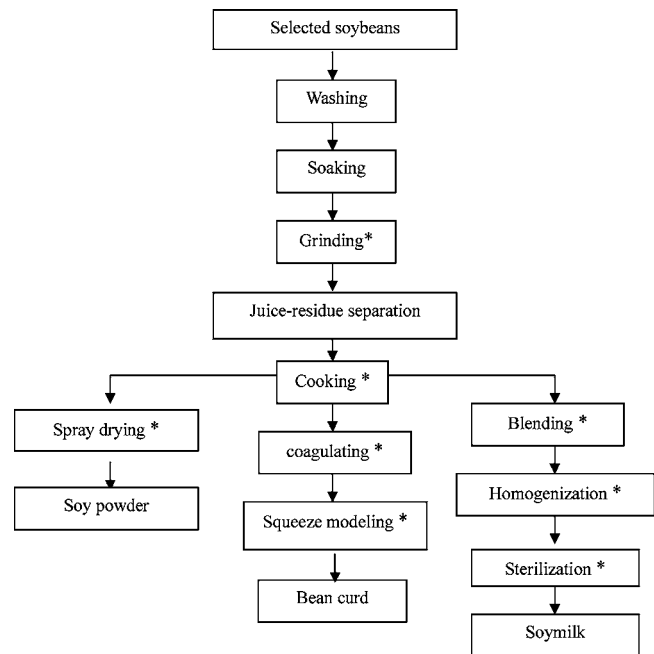 Selected soybeans
Washing
Soaking
Grinding*
Juice-residue separation
Cooking *
Spray drying *
Soy powder
coagulating *
Squeeze modeling *
Bean curd
Blending *
Homogenization *
Sterilization *
Soymilk